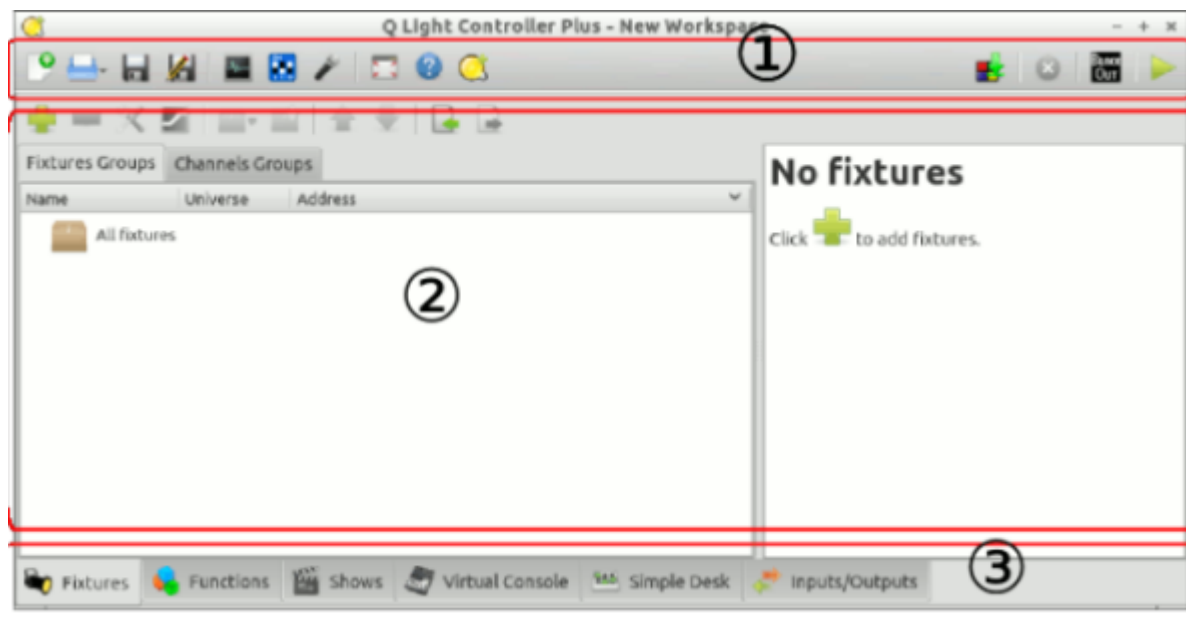 Q Light Controller Plus - New Workspace
①
Fixtures Groups Channels Groups
Name Universe Address
All fixtures
No fixtures
Click to add fixtures.
②
③
Fixtures Functions Shows Virtual Console Simple Desk Inputs/Outputs